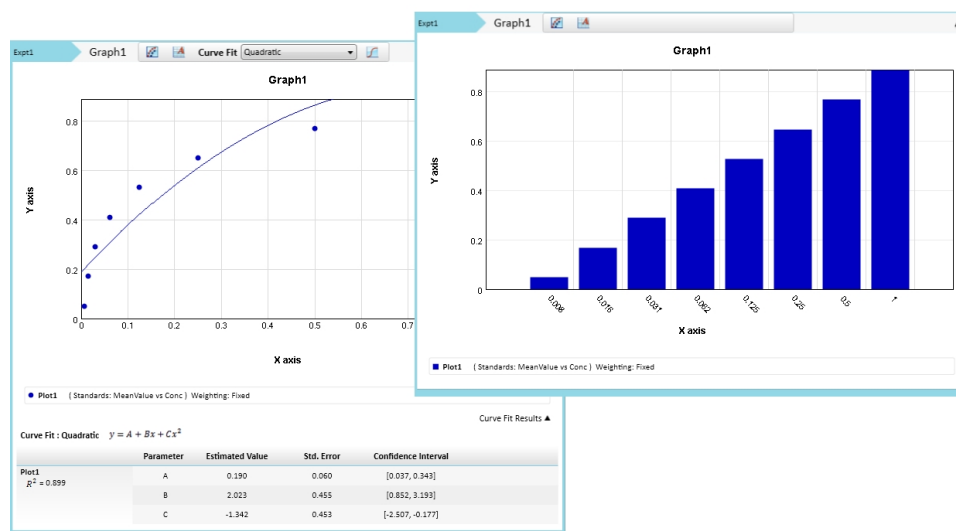 Expt1 Graph1 Curve Fit Quadratic
Graph1
Y axis
0.8
0.6
0.4
0.2
0
0 0.1 0.2 0.3 0.4 0.5 0.6 0.7
X axis
Plot1 ( Standards: MeanValue vs Conc ) Weighting: Fixed
Curve Fit Results ▲
Curve Fit : Quadratic y = A + Bx + Cx²
Parameter Estimated Value Std. Error Confidence Interval
Plot1
R² = 0.899
A 0.190 0.060 [0.037, 0.343]
B 2.023 0.455 [0.852, 3.193]
C -1.342 0.453 [-2.507, -0.177]
Expt1 Graph1
Graph1
Y axis
0.8
0.6
0.4
0.2
0
0.008 0.016 0.031 0.062 0.125 0.25 0.5 1
X axis
Plot1 ( Standards: MeanValue vs Conc ) Weighting: Fixed